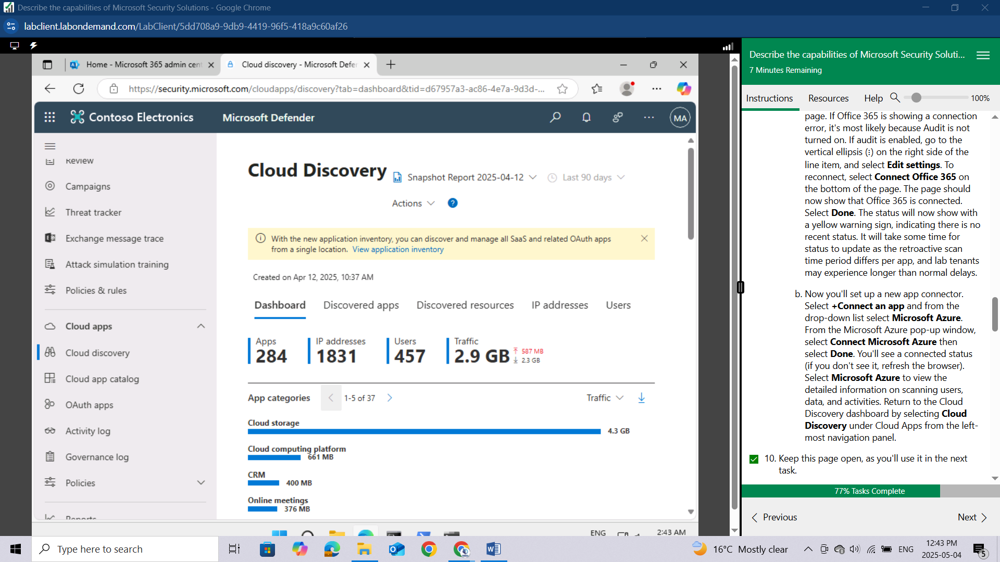 Describe the capabilities of Microsoft Security Solutions - Google Chrome
labclient.labondemand.com/LabClient/5dd708a9-9db9-4419-96f5-418a9c60af26
Home - Microsoft 365 admin cent
Cloud discovery - Microsoft Defer
https://security.microsoft.com/cloudapps/discovery?tab=dashboard&tid=d67957a3-ac86-4e7a-9d3d-...
Contoso Electronics
Microsoft Defender
MA
Review
Campaigns
Threat tracker
Exchange message trace
Attack simulation training
Policies & rules
Cloud apps
Cloud discovery
Cloud app catalog
OAuth apps
Activity log
Governance log
Policies
Reports
Cloud Discovery
Snapshot Report 2025-04-12
Last 90 days
Actions
?
With the new application inventory, you can discover and manage all SaaS and related OAuth apps
from a single location. View application inventory
Created on Apr 12, 2025, 10:37 AM
Dashboard Discovered apps Discovered resources IP addresses Users
Apps
284
IP addresses
1831
Users
457
Traffic
2.9 GB
587 MB
2.3 GB
App categories
1-5 of 37
Traffic
Cloud storage
4.3 GB
Cloud computing platform
661 MB
CRM
400 MB
Online meetings
376 MB
ENG
2:43 AM
Describe the capabilities of Microsoft Security Soluti...
7 Minutes Remaining
Instructions Resources Help 100%
page. If Office 365 is showing a connection
error, it's most likely because Audit is not
turned on. If audit is enabled, go to the
vertical ellipsis (⋮) on the right side of the
line item, and select Edit settings. To
reconnect, select Connect Office 365 on
the bottom of the page. The page should
now show that Office 365 is connected.
Select Done. The status will now show with
a yellow warning sign, indicating there is no
recent status. It will take some time for
status to update as the retroactive scan
time period differs per app, and lab tenants
may experience longer than normal delays.
b. Now you'll set up a new app connector.
Select +Connect an app and from the
drop-down list select Microsoft Azure.
From the Microsoft Azure pop-up window,
select Connect Microsoft Azure then
select Done. You'll see a connected status
(if you don't see it, refresh the browser).
Select Microsoft Azure to view the
detailed information on scanning users,
data, and activities. Return to the Cloud
Discovery dashboard by selecting Cloud
Discovery under Cloud Apps from the left-
most navigation panel.
10. Keep this page open, as you'll use it in the next
task.
77% Tasks Complete
Previous
Next
Type here to search
16°C Mostly clear
ENG
12:43 PM
2025-05-04
5